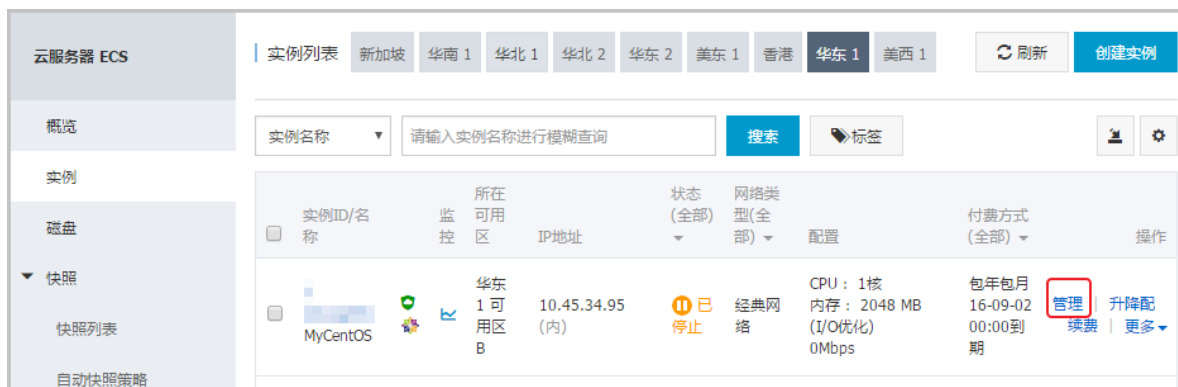 云服务器 ECS
概览
实例
磁盘
快照
快照列表
自动快照策略
实例列表 新加坡 华南 1 华北 1 华北 2 华东 2 美东 1 香港 华东 1 美西 1 刷新 创建实例
实例名称 请输入实例名称进行模糊查询 搜索 标签
实例ID/名
称
监
控
所在
可用
区
IP地址
状态
(全部)
网络类
型(全
部)
配置
付费方式
(全部)
操作
MyCentOS
华东
1 可
用区
B
10.45.34.95
(内)
已
停止
经典网
络
CPU： 1核
内存： 2048 MB
(I/O优化)
0Mbps
包年包月
16-09-02
00:00到
期
管理 | 升降配
续费 | 更多